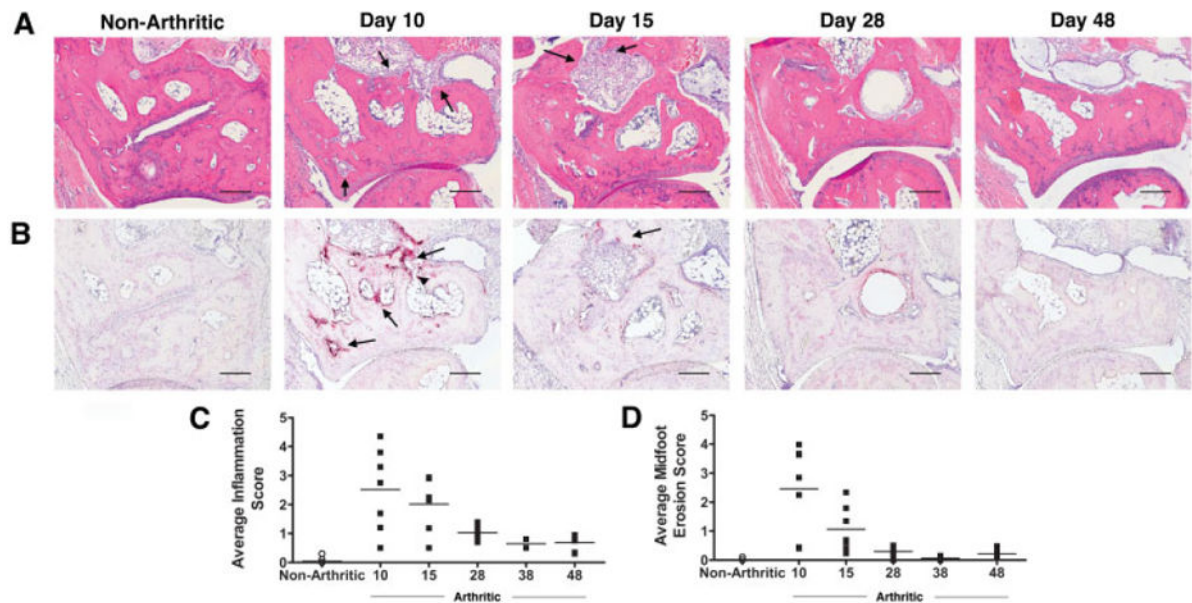 A Non-Arthritic Day 10 Day 15 Day 28 Day 48
B
C
Average Inflammation
Score
5
4
3
2
1
0
Non-Arthritic 10 15 28 38 48
Arthritic
D
Average Midfoot
Erosion Score
5
4
3
2
1
0
Non-Arthritic 10 15 28 38 48
Arthritic